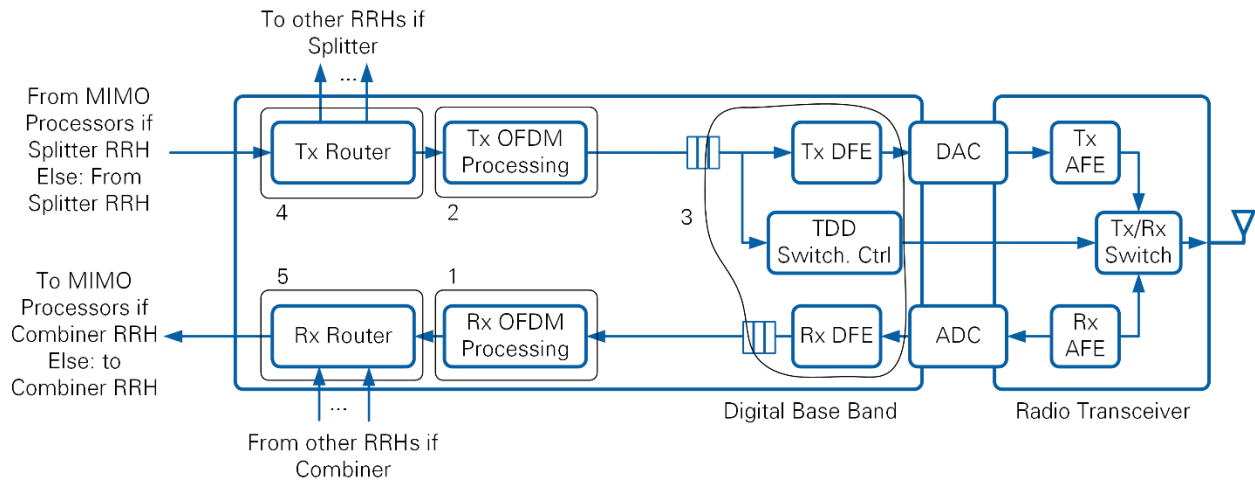 To other RRHs if
Splitter
...
From MIMO
Processors if
Splitter RRH
Else: From
Splitter RRH
Tx Router
4
Tx OFDM
Processing
2
3
Tx DFE
DAC
Tx
AFE
TDD
Switch. Ctrl
Tx/Rx
Switch
To MIMO
Processors if
Combiner RRH
Else: to
Combiner RRH
5
Rx Router
1
Rx OFDM
Processing
Rx DFE
ADC
Rx
AFE
...
From other RRHs if
Combiner
Digital Base Band
Radio Transceiver